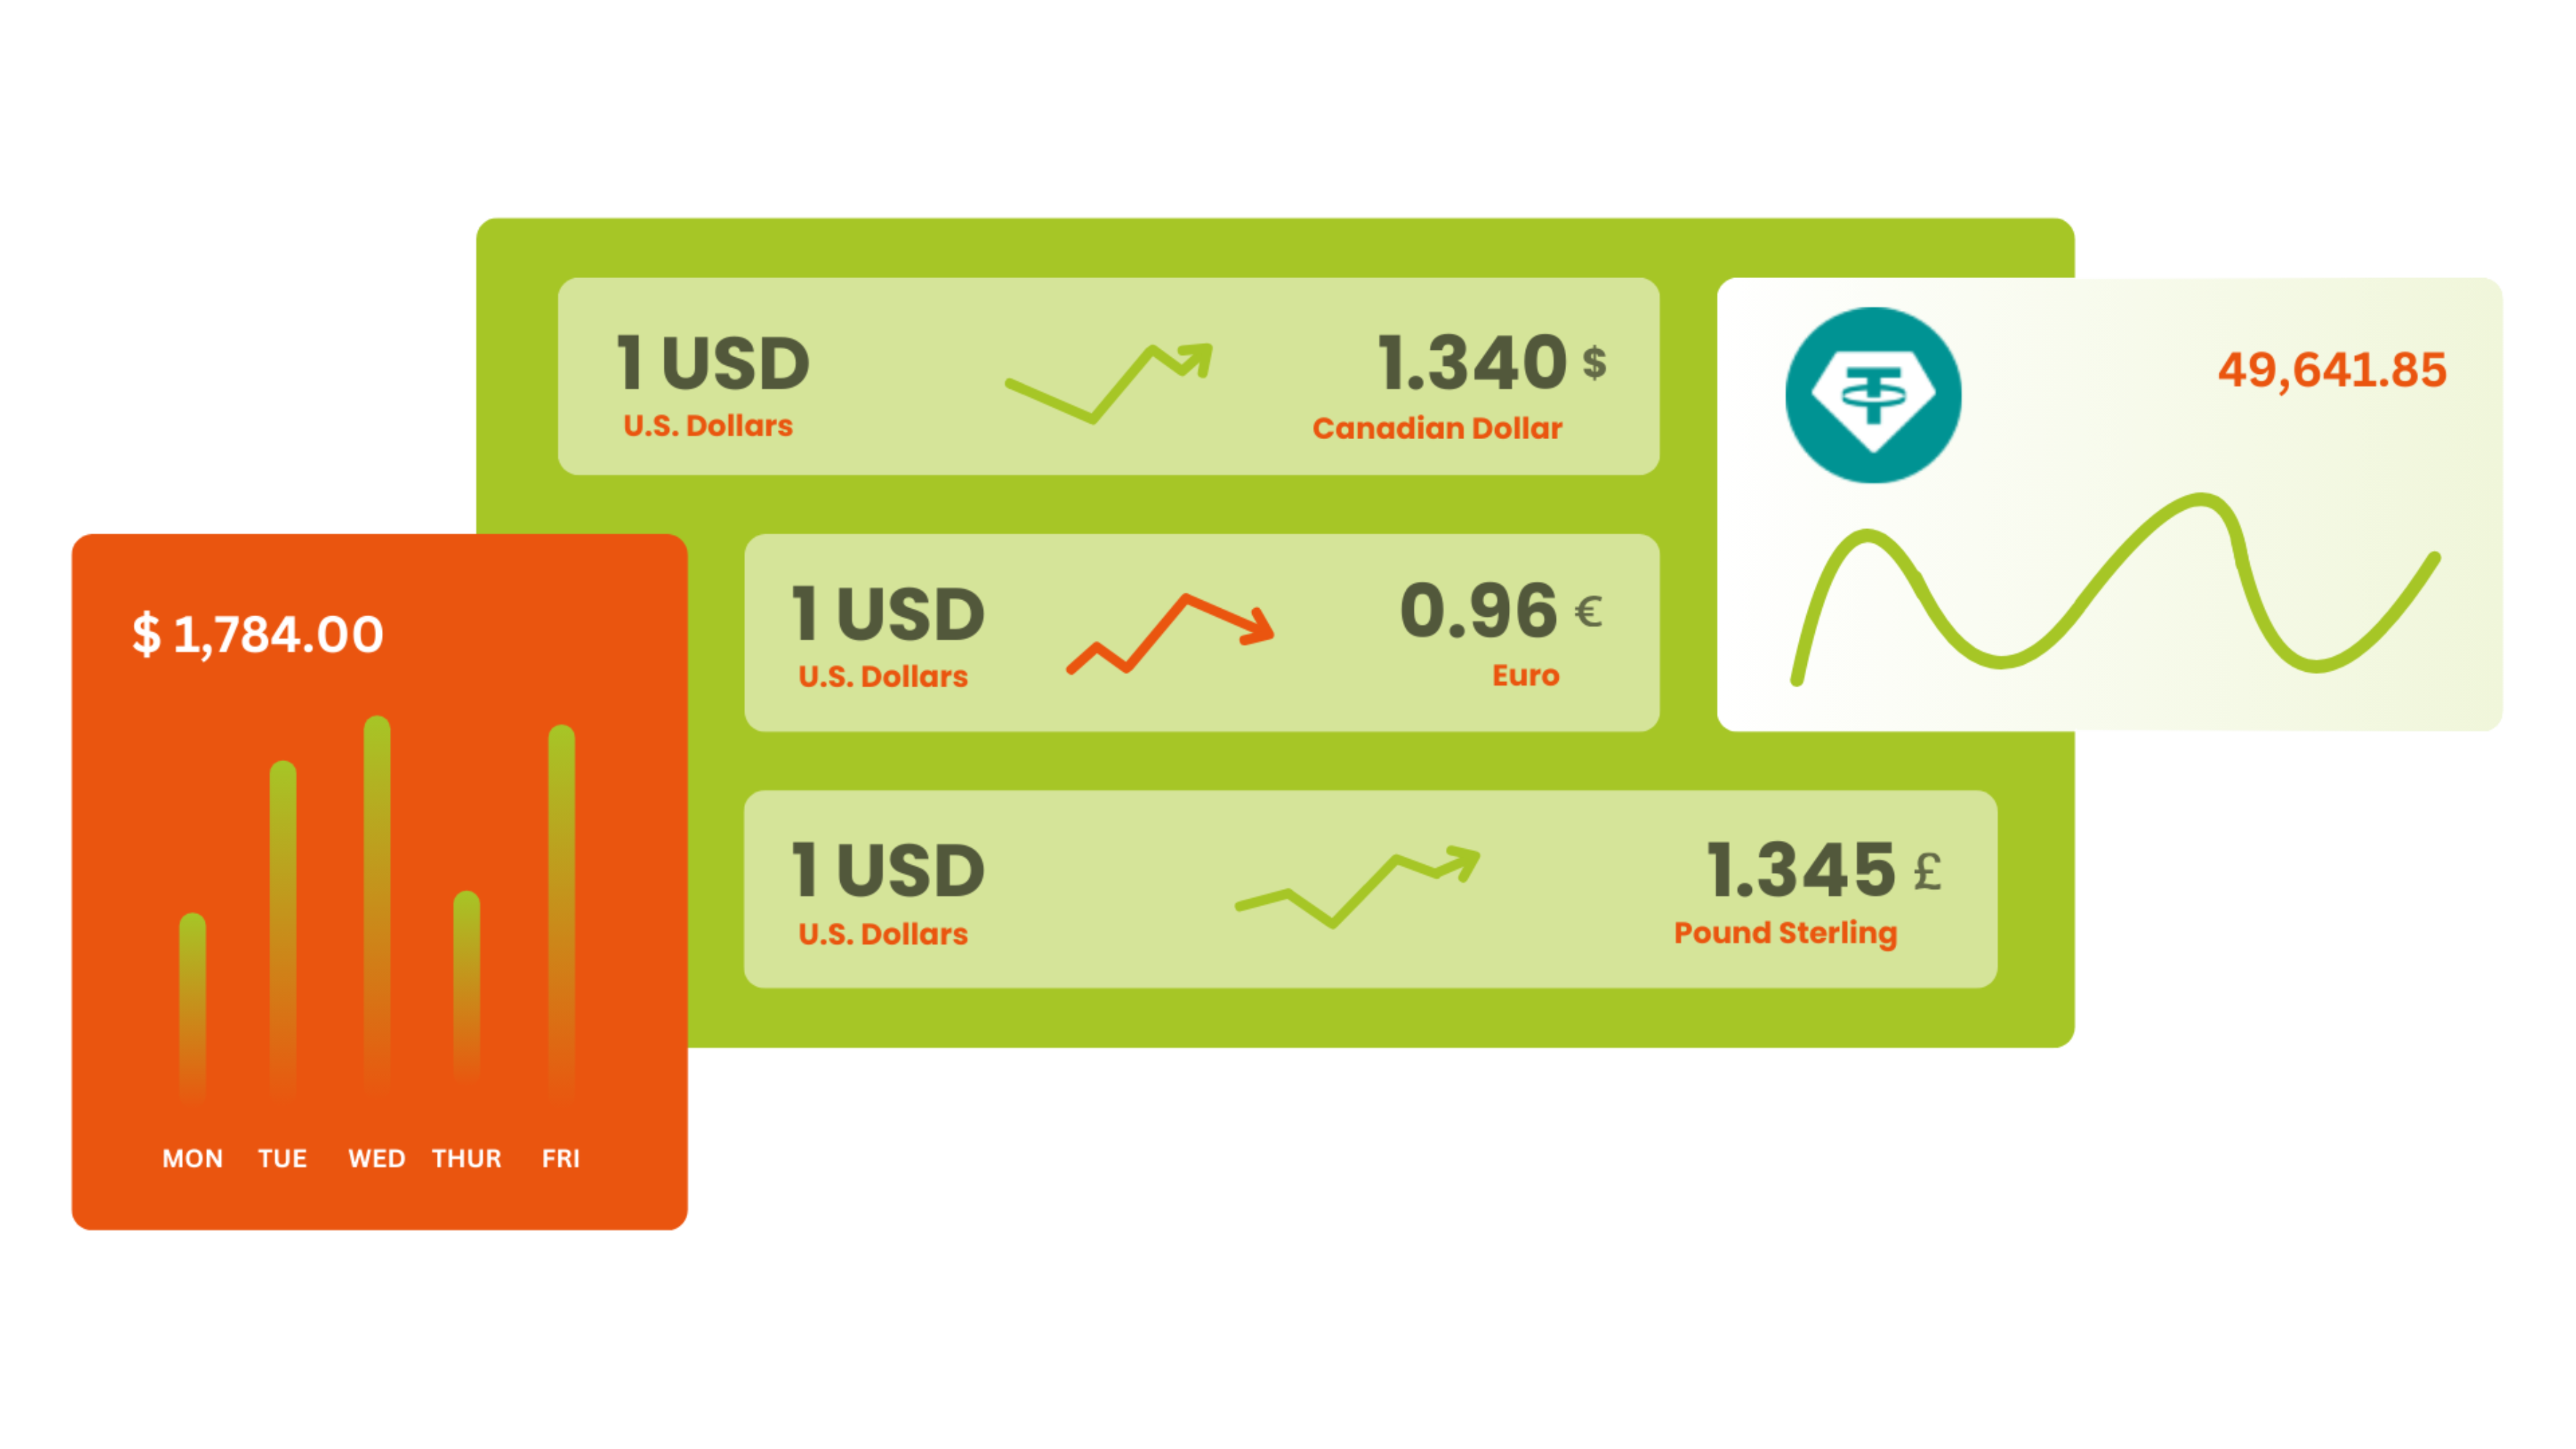 1 USD
U.S. Dollars
1.340 $
Canadian Dollar
49,641.85
1 USD
U.S. Dollars
0.96 €
Euro
$ 1,784.00
MON TUE WED THUR FRI
1 USD
U.S. Dollars
1.345 £
Pound Sterling